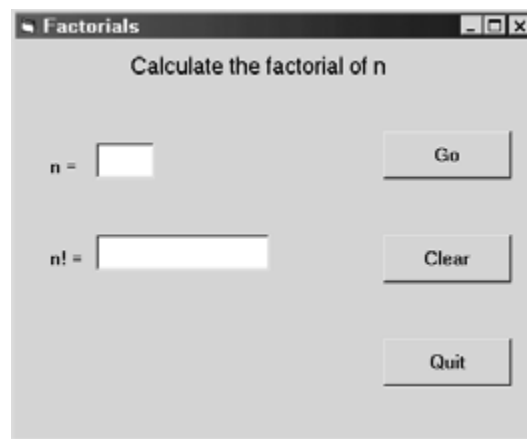 Factorials
Calculate the factorial of n
n =
Go
n! =
Clear
Quit